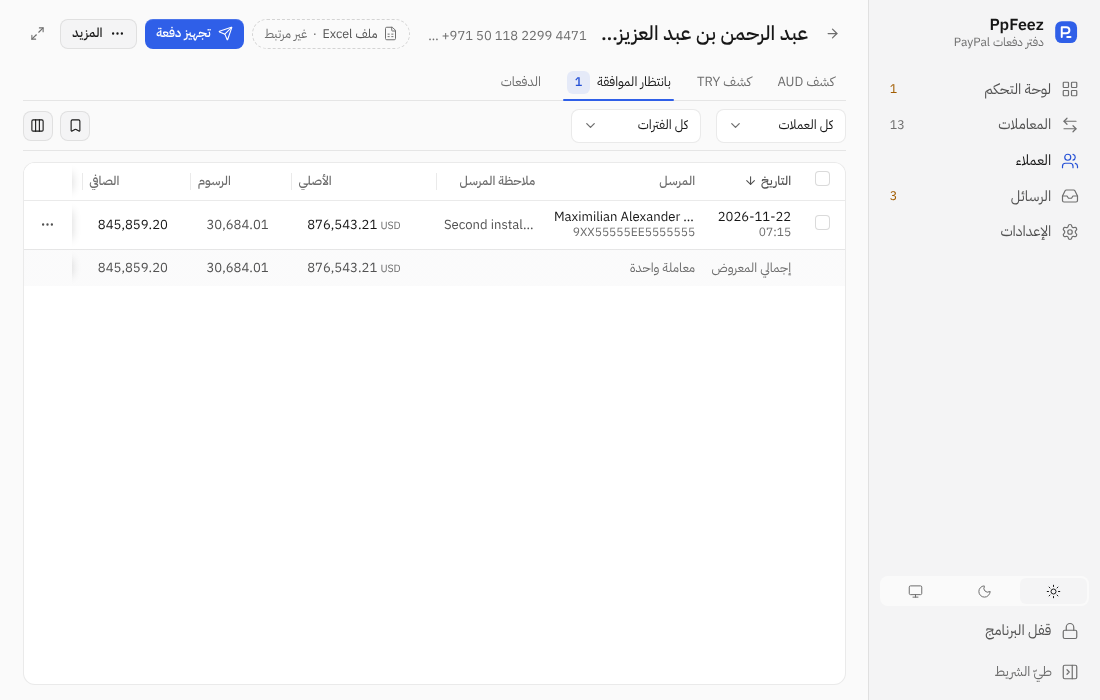 PpFeez
دفتر دفعات PayPal
لوحة التحكم 1
المعاملات 13
العملاء
الرسائل 3
الإعدادات
قفل البرنامج
طيّ الشريط
عبد الرحمن بن عبد العزيز...
+971 50 118 2299 4471 ...
ملف Excel · غير مرتبط
تجهيز دفعة
المزيد
كشف AUD
كشف TRY
بانتظار الموافقة 1
الدفعات
كل العملات
كل الفترات
التاريخ المرسل ملاحظة المرسل الأصلي الرسوم الصافي
2026-11-22 Maximilian Alexander ... Second instal... 876,543.21 USD 30,684.01 845,859.20
07:15 9XX55555EE5555555
إجمالي المعروض معاملة واحدة 876,543.21 USD 30,684.01 845,859.20